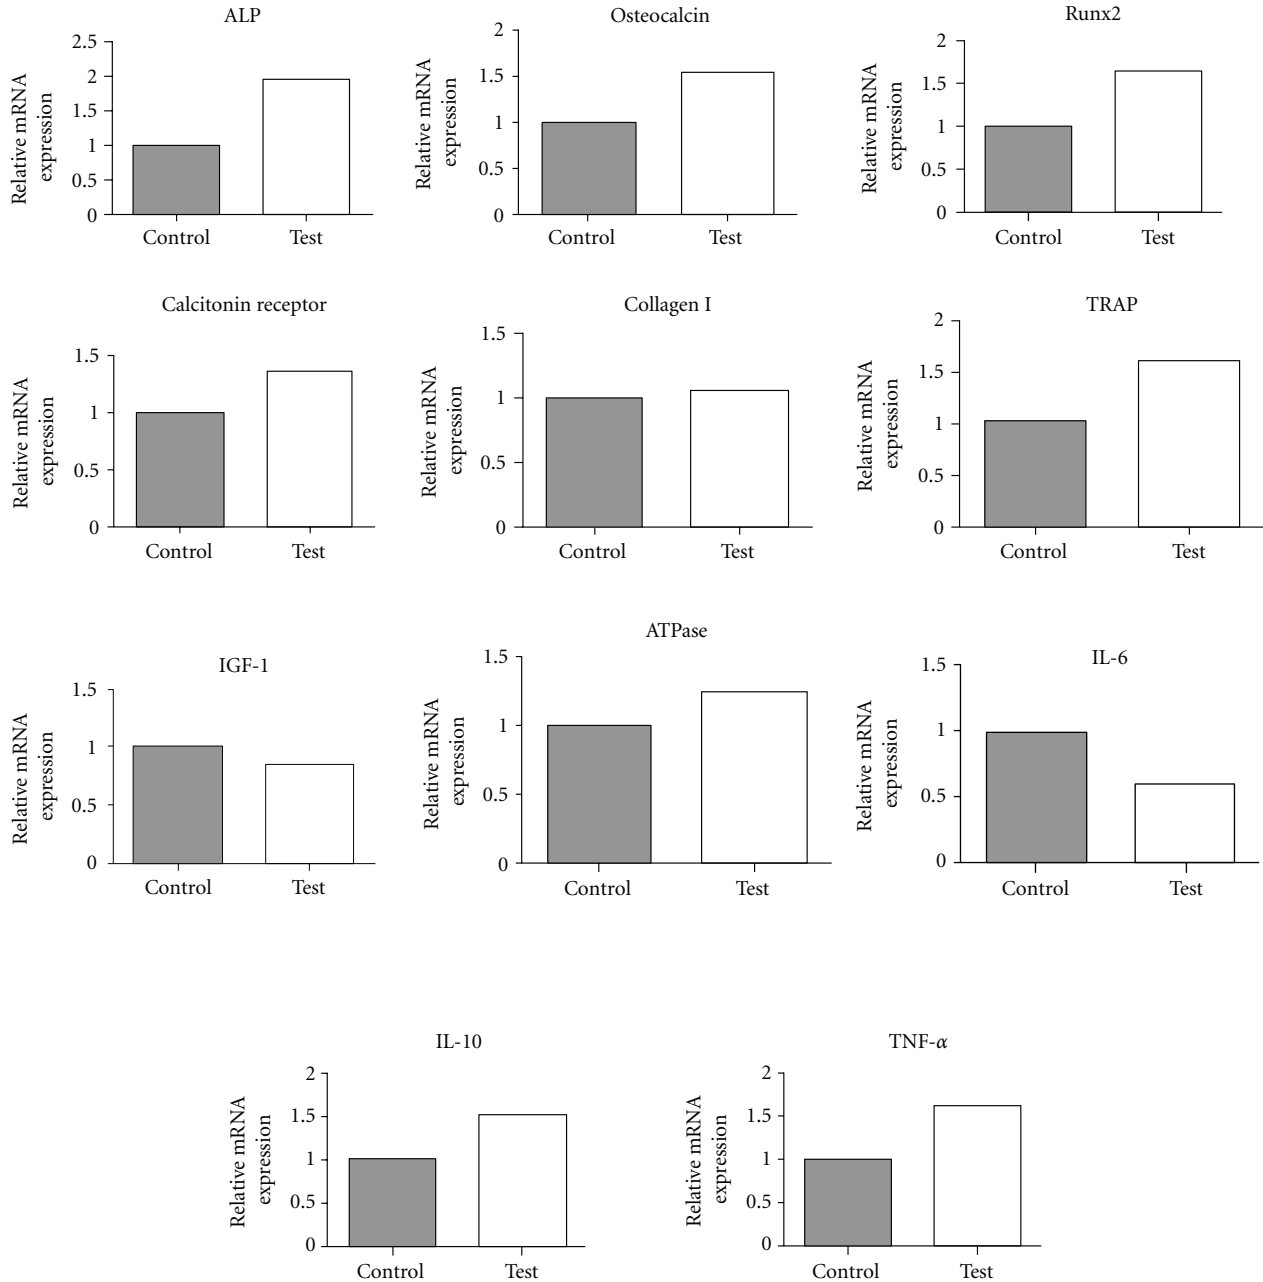 ALP
Relative mRNA
expression
2.5
2
1.5
1
0.5
0
Control Test
Osteocalcin
Relative mRNA
expression
2
1.5
1
0.5
0
Control Test
Runx2
Relative mRNA
expression
2
1.5
1
0.5
0
Control Test
Calcitonin receptor
Relative mRNA
expression
1.5
1
0.5
0
Control Test
Collagen I
Relative mRNA
expression
1.5
1
0.5
0
Control Test
TRAP
Relative mRNA
expression
2
1.5
1
0.5
0
Control Test
IGF-1
Relative mRNA
expression
1.5
1
0.5
0
Control Test
ATPase
Relative mRNA
expression
1.5
1
0.5
0
Control Test
IL-6
Relative mRNA
expression
1.5
1
0.5
0
Control Test
IL-10
Relative mRNA
expression
2
1.5
1
0.5
0
Control Test
TNF-α
Relative mRNA
expression
2
1.5
1
0.5
0
Control Test